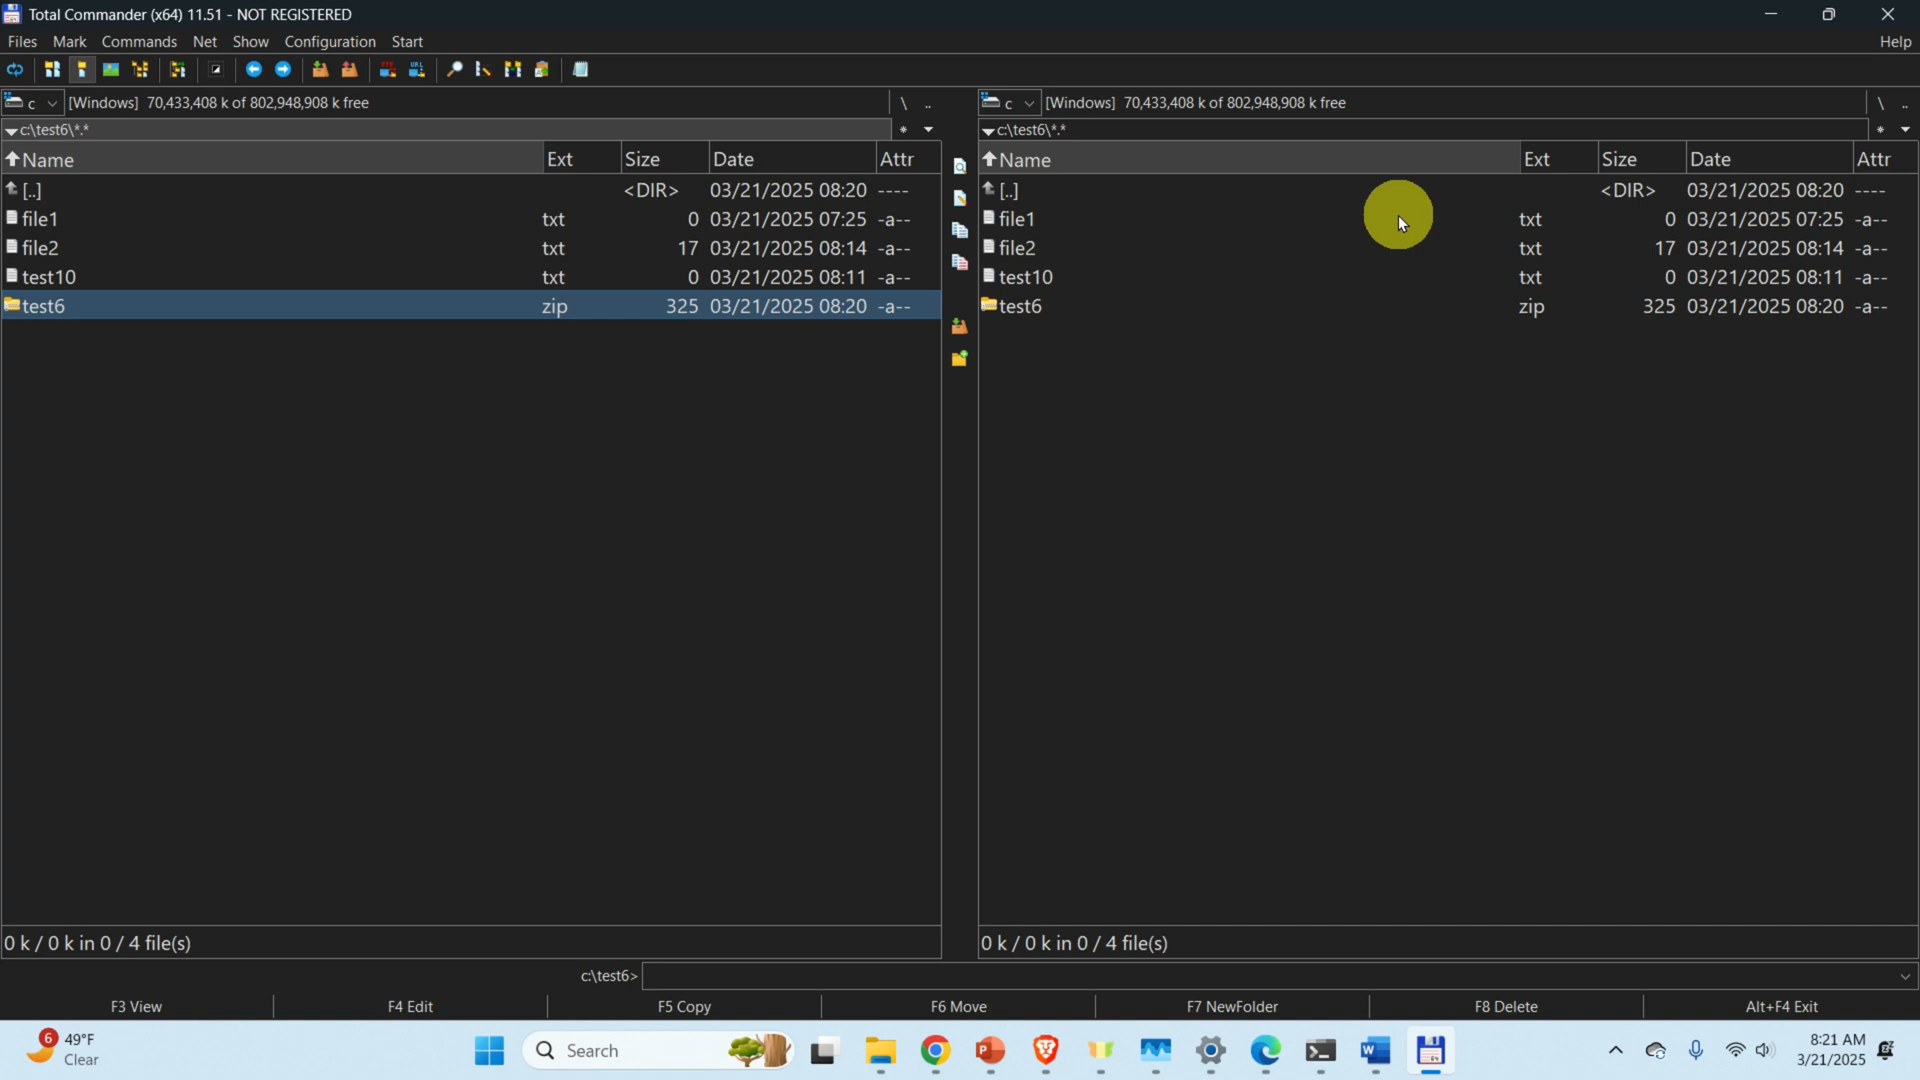 Total Commander (x64) 11.51 - NOT REGISTERED
Files Mark Commands Net Show Configuration Start Help
c [Windows] 70,433,408 k of 802,948,908 k free \ ..
c:\test6\*.* *
Name Ext Size Date Attr
[..] <DIR> 03/21/2025 08:20 ----
file1 txt 0 03/21/2025 07:25 -a--
file2 txt 17 03/21/2025 08:14 -a--
test10 txt 0 03/21/2025 08:11 -a--
test6 zip 325 03/21/2025 08:20 -a--
0 k / 0 k in 0 / 4 file(s)
c [Windows] 70,433,408 k of 802,948,908 k free \ ..
c:\test6\*.* *
Name Ext Size Date Attr
[..] <DIR> 03/21/2025 08:20 ----
file1 txt 0 03/21/2025 07:25 -a--
file2 txt 17 03/21/2025 08:14 -a--
test10 txt 0 03/21/2025 08:11 -a--
test6 zip 325 03/21/2025 08:20 -a--
0 k / 0 k in 0 / 4 file(s)
c:\test6>
F3 View F4 Edit F5 Copy F6 Move F7 NewFolder F8 Delete Alt+F4 Exit
6 49°F
Clear
Search
8:21 AM
3/21/2025